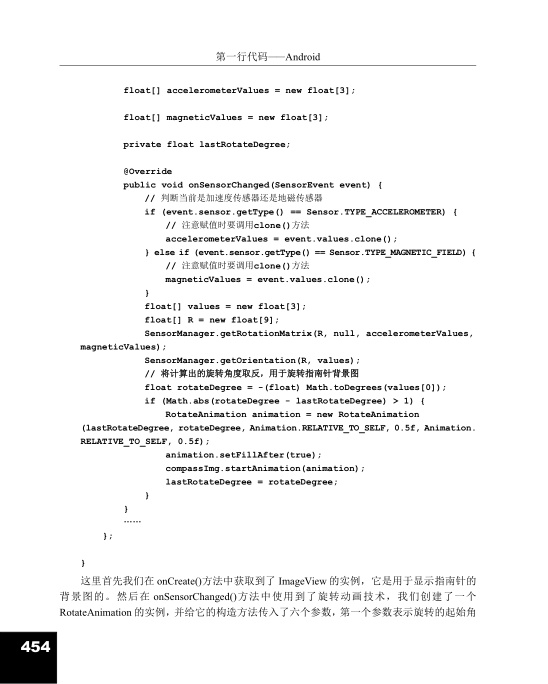 第一行代码——Android
float[] accelerometerValues = new float[3];
float[] magneticValues = new float[3];
private float lastRotateDegree;
@Override
public void onSensorChanged(SensorEvent event) {
// 判断当前是加速度传感器还是地磁传感器
if (event.sensor.getType() == Sensor.TYPE_ACCELEROMETER) {
// 注意赋值时要调用clone()方法
accelerometerValues = event.values.clone();
} else if (event.sensor.getType() == Sensor.TYPE_MAGNETIC_FIELD) {
// 注意赋值时要调用clone()方法
magneticValues = event.values.clone();
}
float[] values = new float[3];
float[] R = new float[9];
SensorManager.getRotationMatrix(R, null, accelerometerValues,
magneticValues);
SensorManager.getOrientation(R, values);
// 将计算出的旋转角度取反，用于旋转指南针背景图
float rotateDegree = -(float) Math.toDegrees(values[0]);
if (Math.abs(rotateDegree - lastRotateDegree) > 1) {
RotateAnimation animation = new RotateAnimation
(lastRotateDegree, rotateDegree, Animation.RELATIVE_TO_SELF, 0.5f, Animation.
RELATIVE_TO_SELF, 0.5f);
animation.setFillAfter(true);
compassImg.startAnimation(animation);
lastRotateDegree = rotateDegree;
}
}
……
};
}
这里首先我们在 onCreate()方法中获取到了 ImageView 的实例，它是用于显示指南针的
背景图的。然后在 onSensorChanged()方法中使用到了旋转动画技术，我们创建了一个
RotateAnimation 的实例，并给它的构造方法传入了六个参数，第一个参数表示旋转的起始角
454